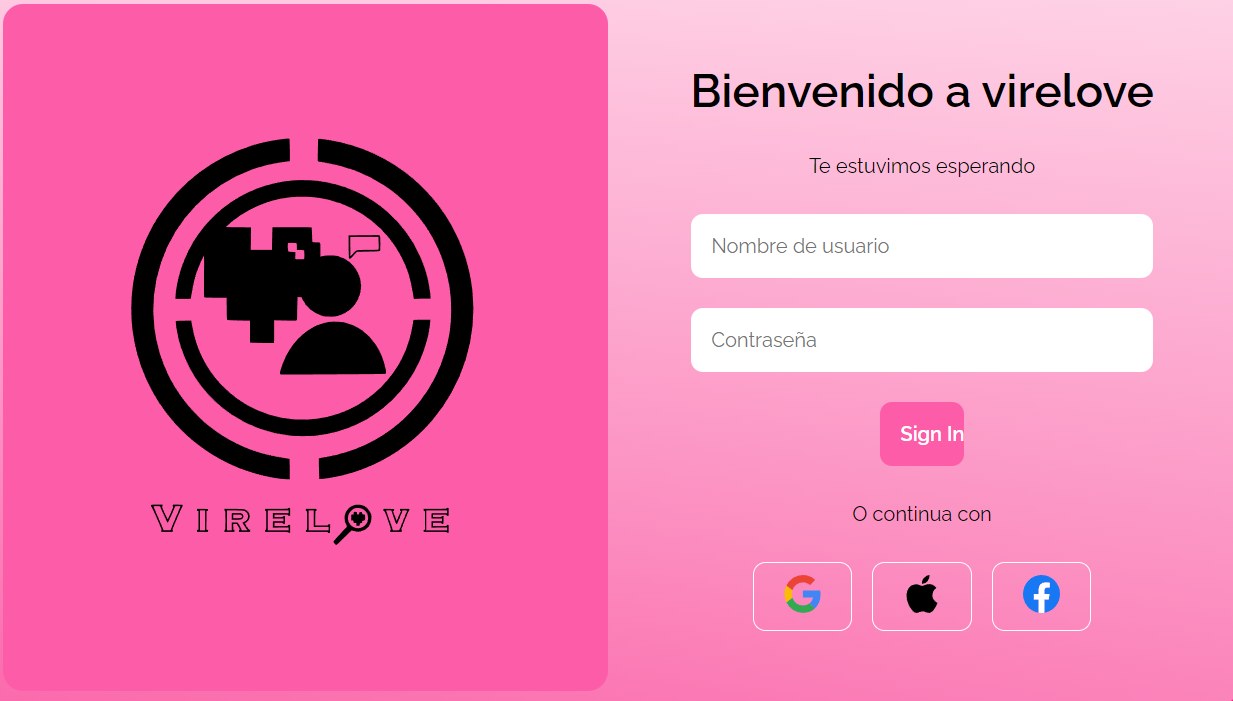 Virelove
Bienvenido a virelove
Te estuvimos esperando
Nombre de usuario
Contraseña
Sign In
O continua con